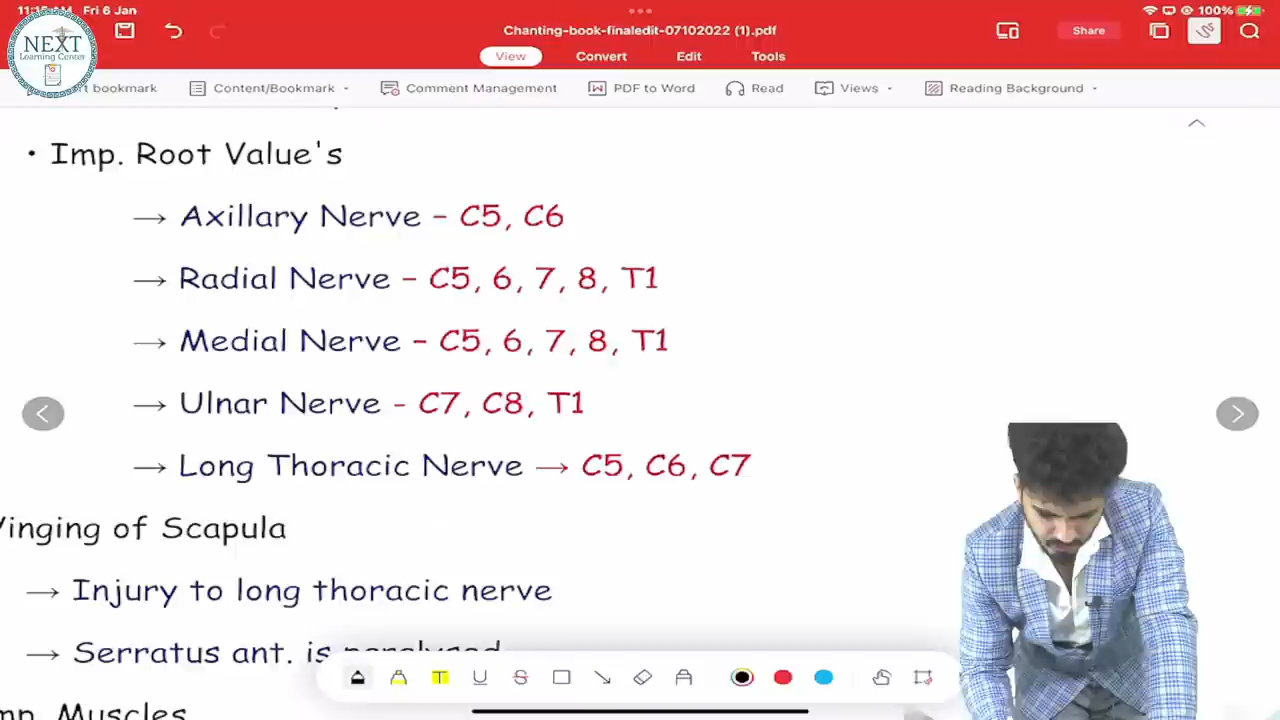 11:15 AM Fri 6 Jan
100%
NEXT
Learning Center
Chanting-book-finaledit-07102022 (1).pdf
Share
View Convert Edit Tools
bookmark Content/Bookmark Comment Management PDF to Word Read Views Reading Background
• Imp. Root Value's
→ Axillary Nerve - C5, C6
→ Radial Nerve - C5, 6, 7, 8, T1
→ Medial Nerve - C5, 6, 7, 8, T1
→ Ulnar Nerve - C7, C8, T1
→ Long Thoracic Nerve → C5, C6, C7
inging of Scapula
→ Injury to long thoracic nerve
→ Serratus ant. is paralysed
mp. Muscles
T U S